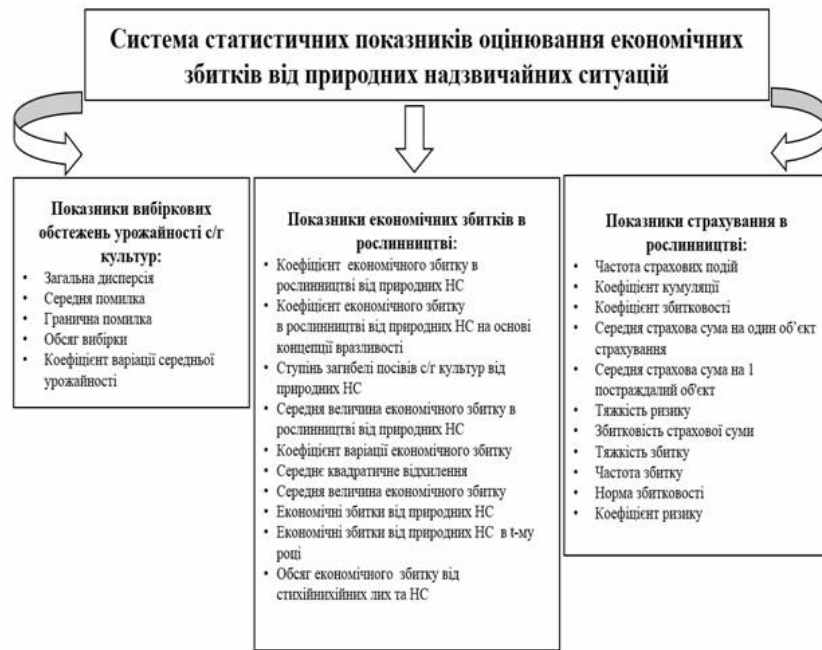 Система статистичних показників оцінювання економічних
збитків від природних надзвичайних ситуацій
Показники вибіркових
обстежень урожайності с/г
культур:
• Загальна дисперсія
• Середня помилка
• Гранична помилка
• Обсяг вибірки
• Коефіцієнт варіації середньої
урожайності
Показники економічних збитків в
рослинництві:
• Коефіцієнт економічного збитку в
рослинництві від природних НС
• Коефіцієнт економічного збитку
в рослинництві від природних НС на основі
концепції вразливості
• Ступінь загибелі посівів с/г культур від
природних НС
• Середня величина економічного збитку в
рослинництві від природних НС
• Коефіцієнт варіації економічного збитку
• Середнє квадратичне відхилення
• Середня величина економічного збитку
• Економічні збитки від природних НС
• Економічні збитки від природних НС в t-му
році
• Обсяг економічного збитку від
стихійнихійних лих та НС
Показники страхування в
рослинництві:
• Частота страхових подій
• Коефіцієнт кумуляції
• Коефіцієнт збитковості
• Середня страхова сума на один об`єкт
страхування
• Середня страхова сума на 1
постраждалий об'єкт
• Тяжкість ризику
• Збитковість страхової суми
• Тяжкість збитку
• Частота збитку
• Норма збитковості
• Коефіцієнт ризику